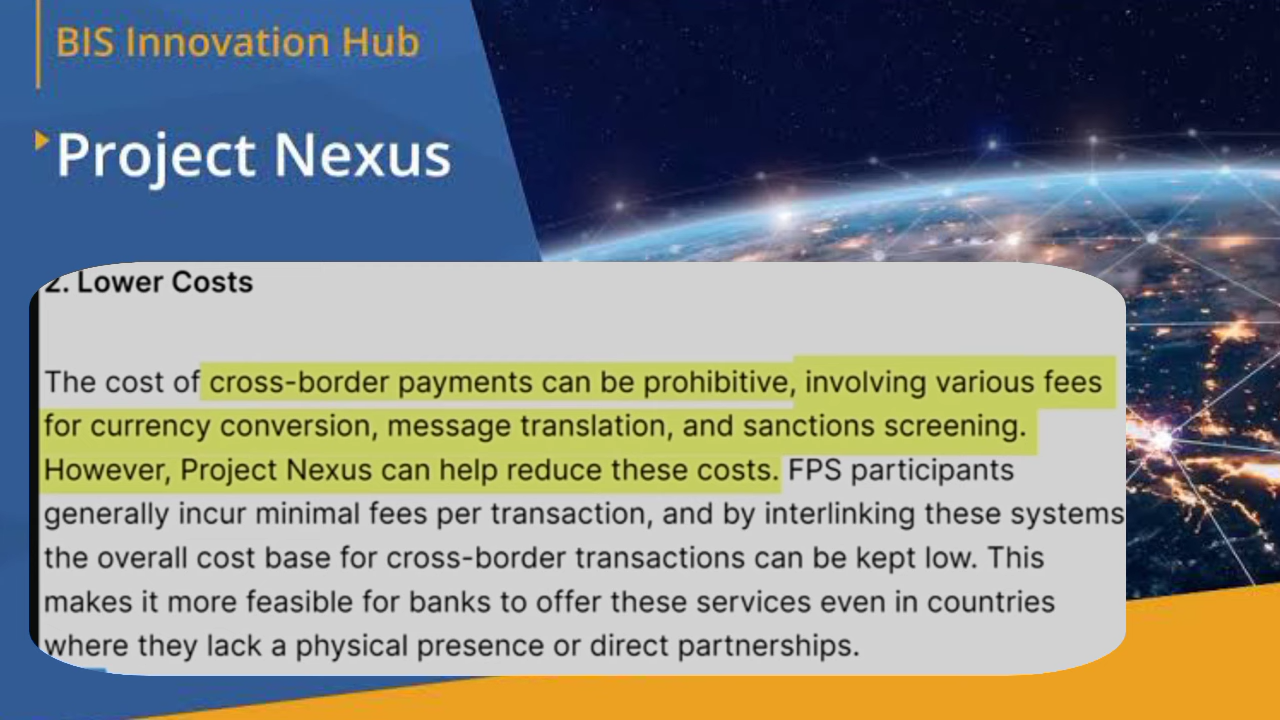 BIS Innovation Hub
Project Nexus
2. Lower Costs
The cost of cross-border payments can be prohibitive, involving various fees
for currency conversion, message translation, and sanctions screening.
However, Project Nexus can help reduce these costs. FPS participants
generally incur minimal fees per transaction, and by interlinking these systems
the overall cost base for cross-border transactions can be kept low. This
makes it more feasible for banks to offer these services even in countries
where they lack a physical presence or direct partnerships.